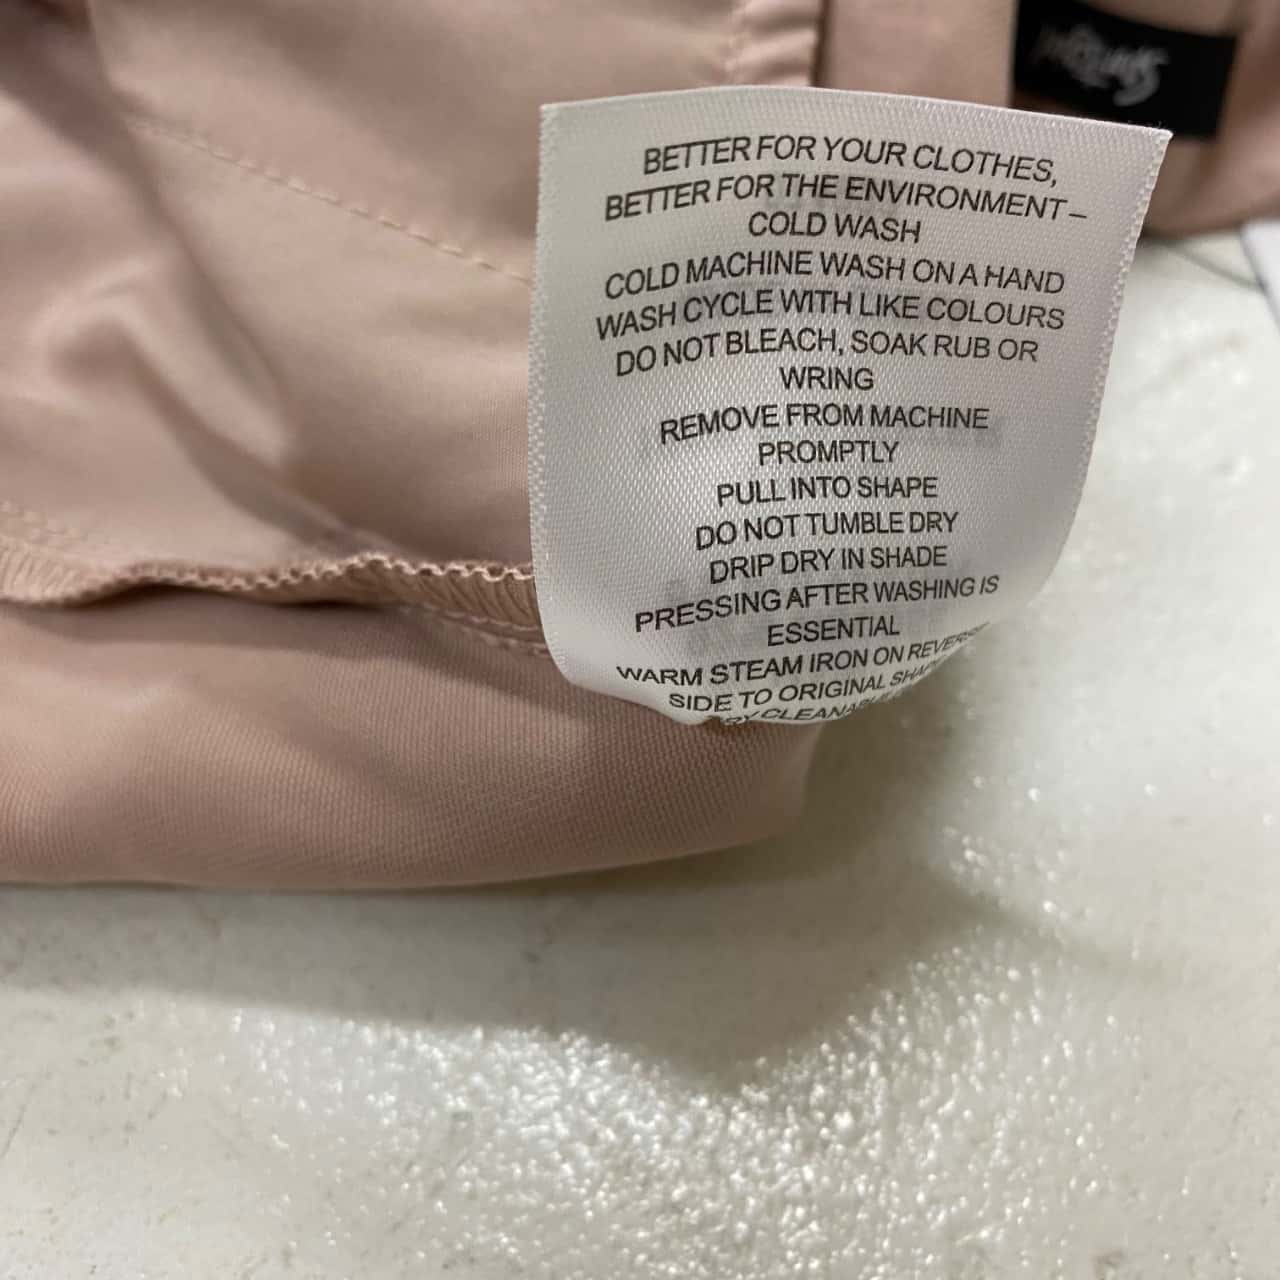 BETTER FOR YOUR CLOTHES,
BETTER FOR THE ENVIRONMENT –
COLD WASH
COLD MACHINE WASH ON A HAND
WASH CYCLE WITH LIKE COLOURS
DO NOT BLEACH, SOAK RUB OR
WRING
REMOVE FROM MACHINE
PROMPTLY
PULL INTO SHAPE
DO NOT TUMBLE DRY
DRIP DRY IN SHADE
PRESSING AFTER WASHING IS
ESSENTIAL
WARM STEAM IRON ON REVERSE
SIDE TO ORIGINAL